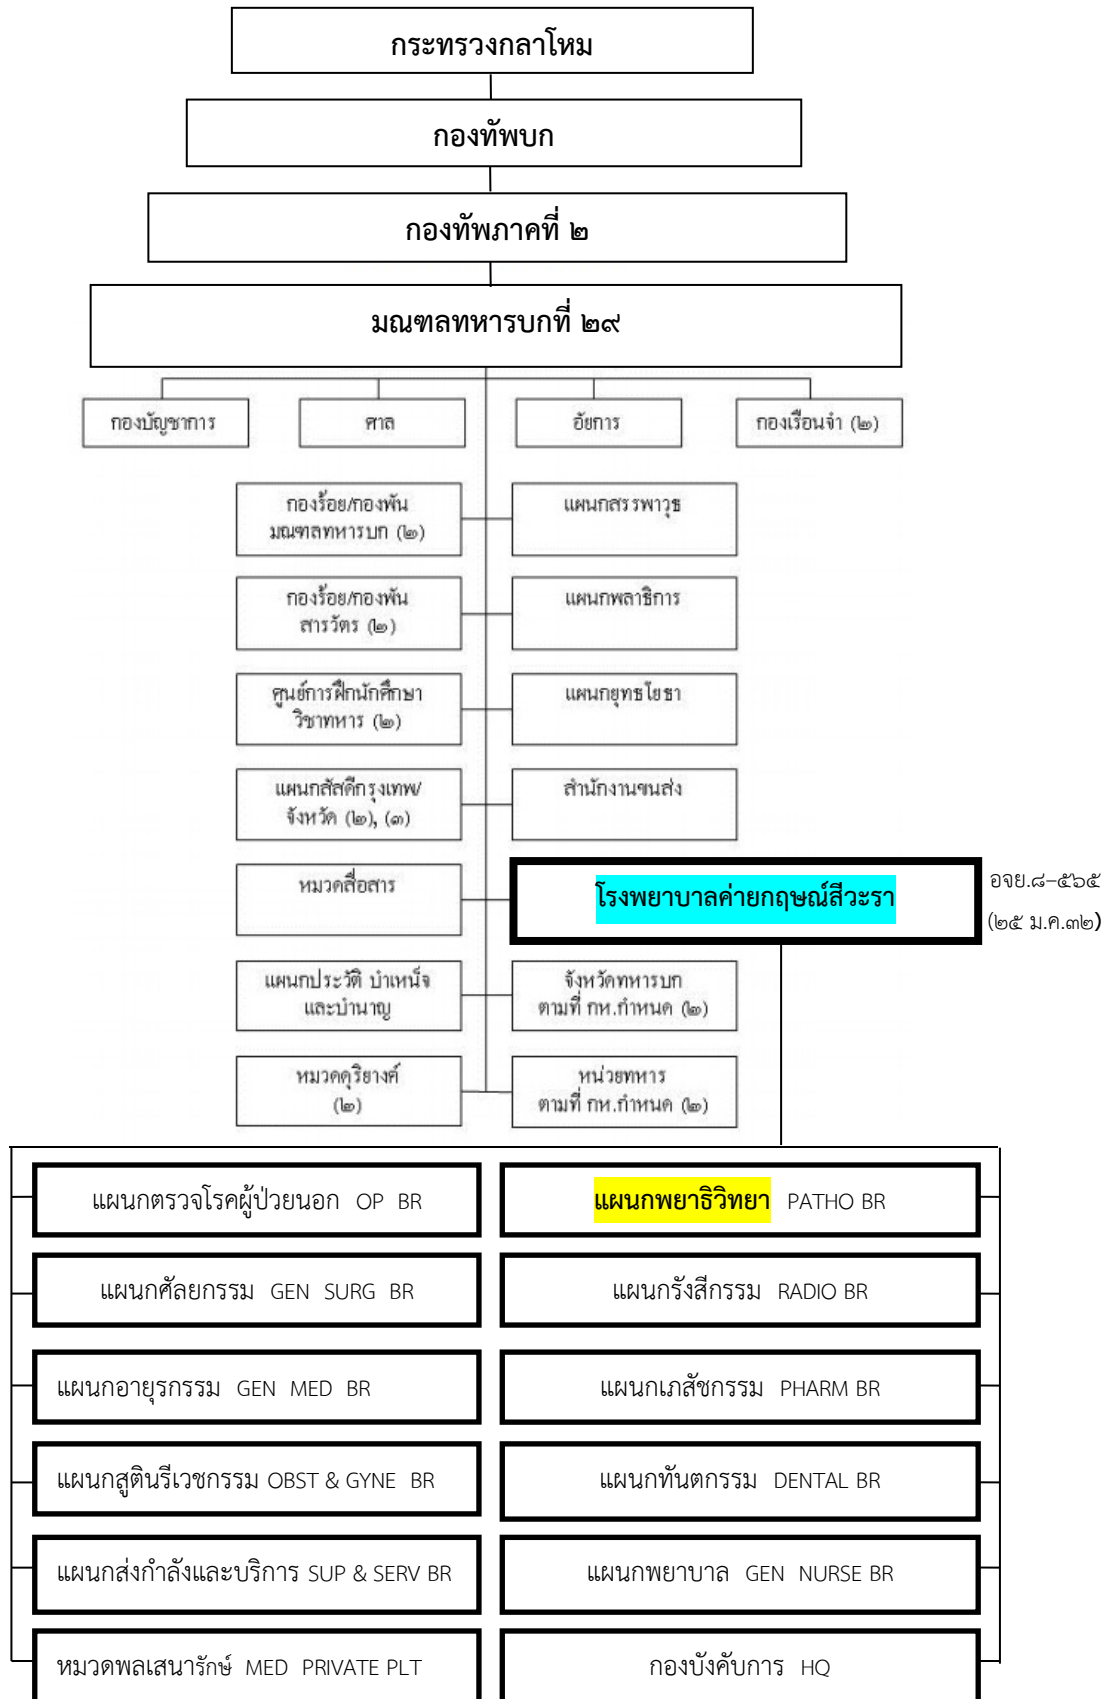 กระทรวงกลาโหม
กองทัพบก
กองทัพภาคที่ ๒
มณฑลทหารบกที่ ๒๙
กองบัญชาการ
ศาล
อัยการ
กองเรือนจำ (๒)
กองร้อย/กองพัน
มณฑลทหารบก (๒)
แผนกสรรพาวุธ
กองร้อย/กองพัน
สารวัตร (๒)
แผนกพลาธิการ
ศูนย์การฝึกนักศึกษา
วิชาทหาร (๒)
แผนกยุทธโยธา
แผนกสัสดีกรุงเทพ/
จังหวัด (๒), (๓)
สำนักงานขนส่ง
หมวดสื่อสาร
โรงพยาบาลค่ายกฤษณ์สีวะรา
อจย.๘–๕๖๕
(๒๕ ม.ค.๓๒)
แผนกประวัติ บำเหน็จ
และบำนาญ
จังหวัดทหารบก
ตามที่ กห.กำหนด (๒)
หมวดดุริยางค์
(๒)
หน่วยทหาร
ตามที่ กห.กำหนด (๒)
แผนกตรวจโรคผู้ป่วยนอก OP BR
แผนกพยาธิวิทยา PATHO BR
แผนกศัลยกรรม GEN SURG BR
แผนกรังสีกรรม RADIO BR
แผนกอายุรกรรม GEN MED BR
แผนกเภสัชกรรม PHARM BR
แผนกสูตินรีเวชกรรม OBST & GYNE BR
แผนกทันตกรรม DENTAL BR
แผนกส่งกำลังและบริการ SUP & SERV BR
แผนกพยาบาล GEN NURSE BR
หมวดพลเสนารักษ์ MED PRIVATE PLT
กองบังคับการ HQ